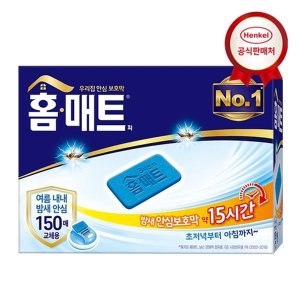 Henkel
공식판매처
우리집 안심 보호막
홈·매트®
No.1
여름 내내
밤새 안심
150매
교체용
밤새 안심보호막 약 15시간
초저녁부터 아침까지~